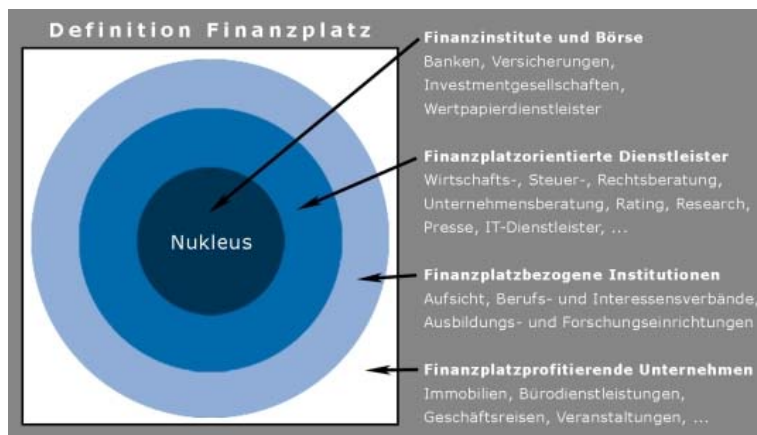 Definition Finanzplatz
Nukleus
Finanzinstitute und Börse
Banken, Versicherungen,
Investmentgesellschaften,
Wertpapierdienstleister
Finanzplatzorientierte Dienstleister
Wirtschafts-, Steuer-, Rechtsberatung,
Unternehmensberatung, Rating, Research,
Presse, IT-Dienstleister, ...
Finanzplatzbezogene Institutionen
Aufsicht, Berufs- und Interessensverbände,
Ausbildungs- und Forschungseinrichtungen
Finanzplatzprofitierende Unternehmen
Immobilien, Bürodienstleistungen,
Geschäftsreisen, Veranstaltungen, ...